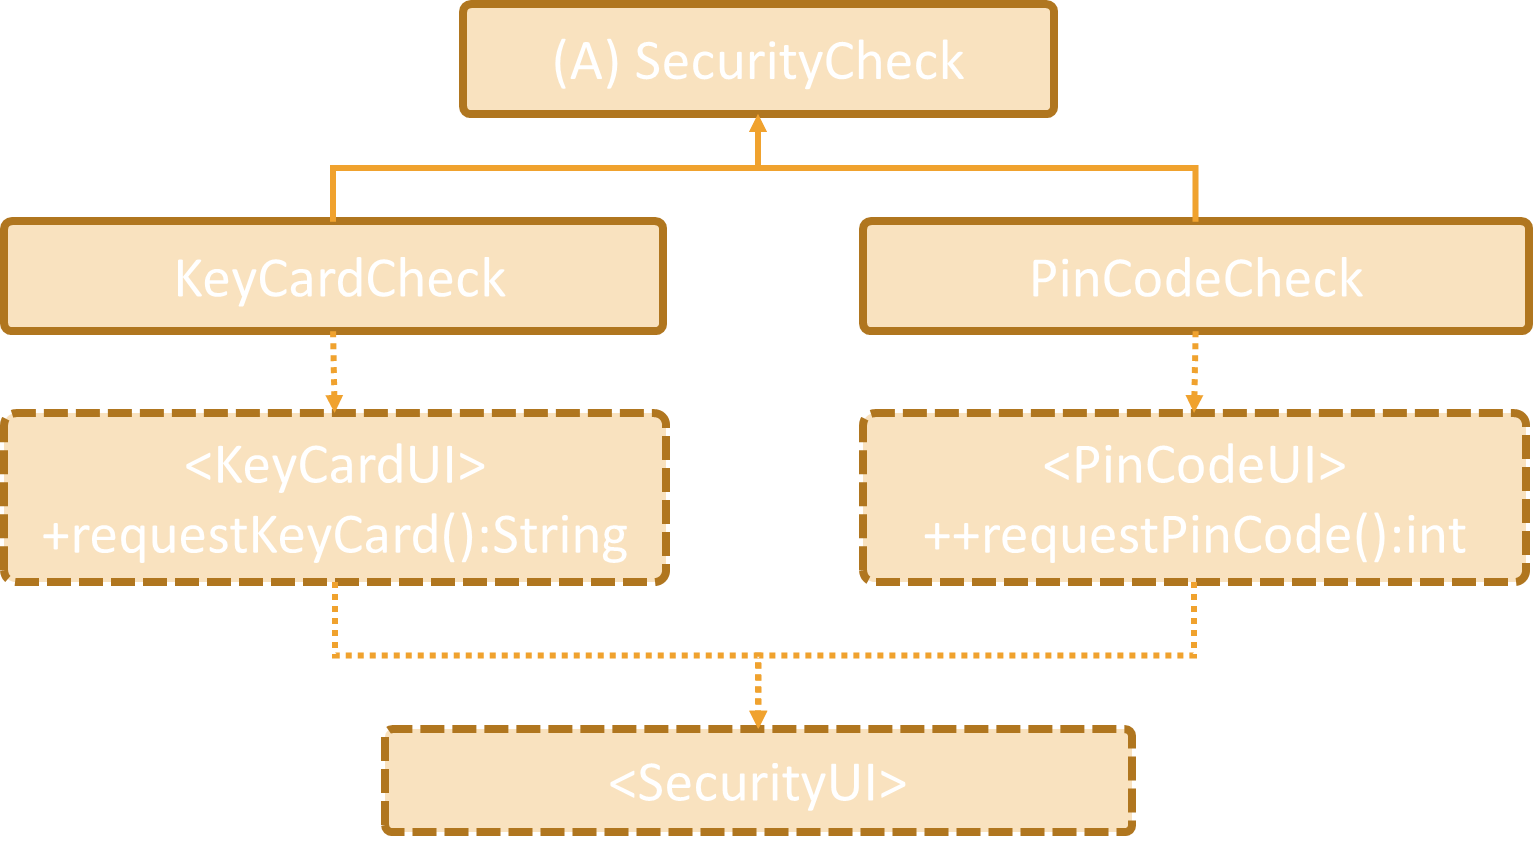 (A) SecurityCheck
KeyCardCheck
PinCodeCheck
<KeyCardUI>
+requestKeyCard():String
<PinCodeUI>
++requestPinCode():int
<SecurityUI>